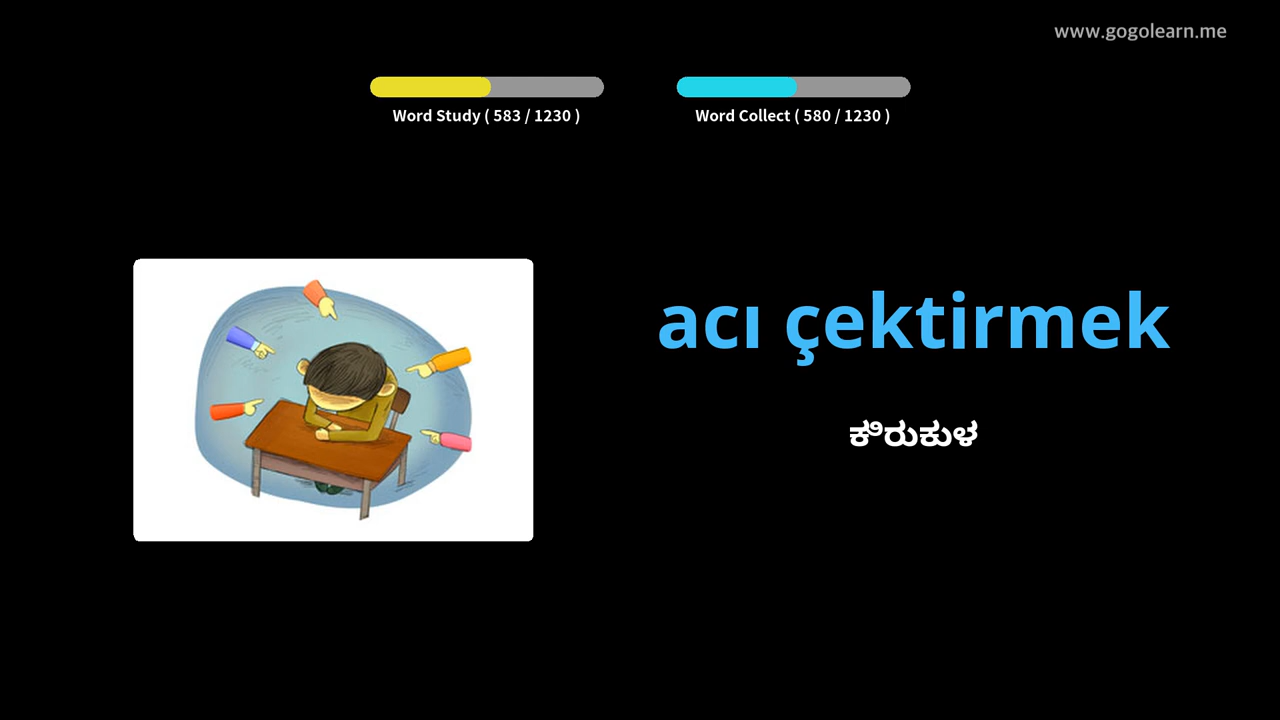 www.gogolearn.me
Word Study ( 583 / 1230 )
Word Collect ( 580 / 1230 )
acı çektirmek
ಕಿರುಕುಳ